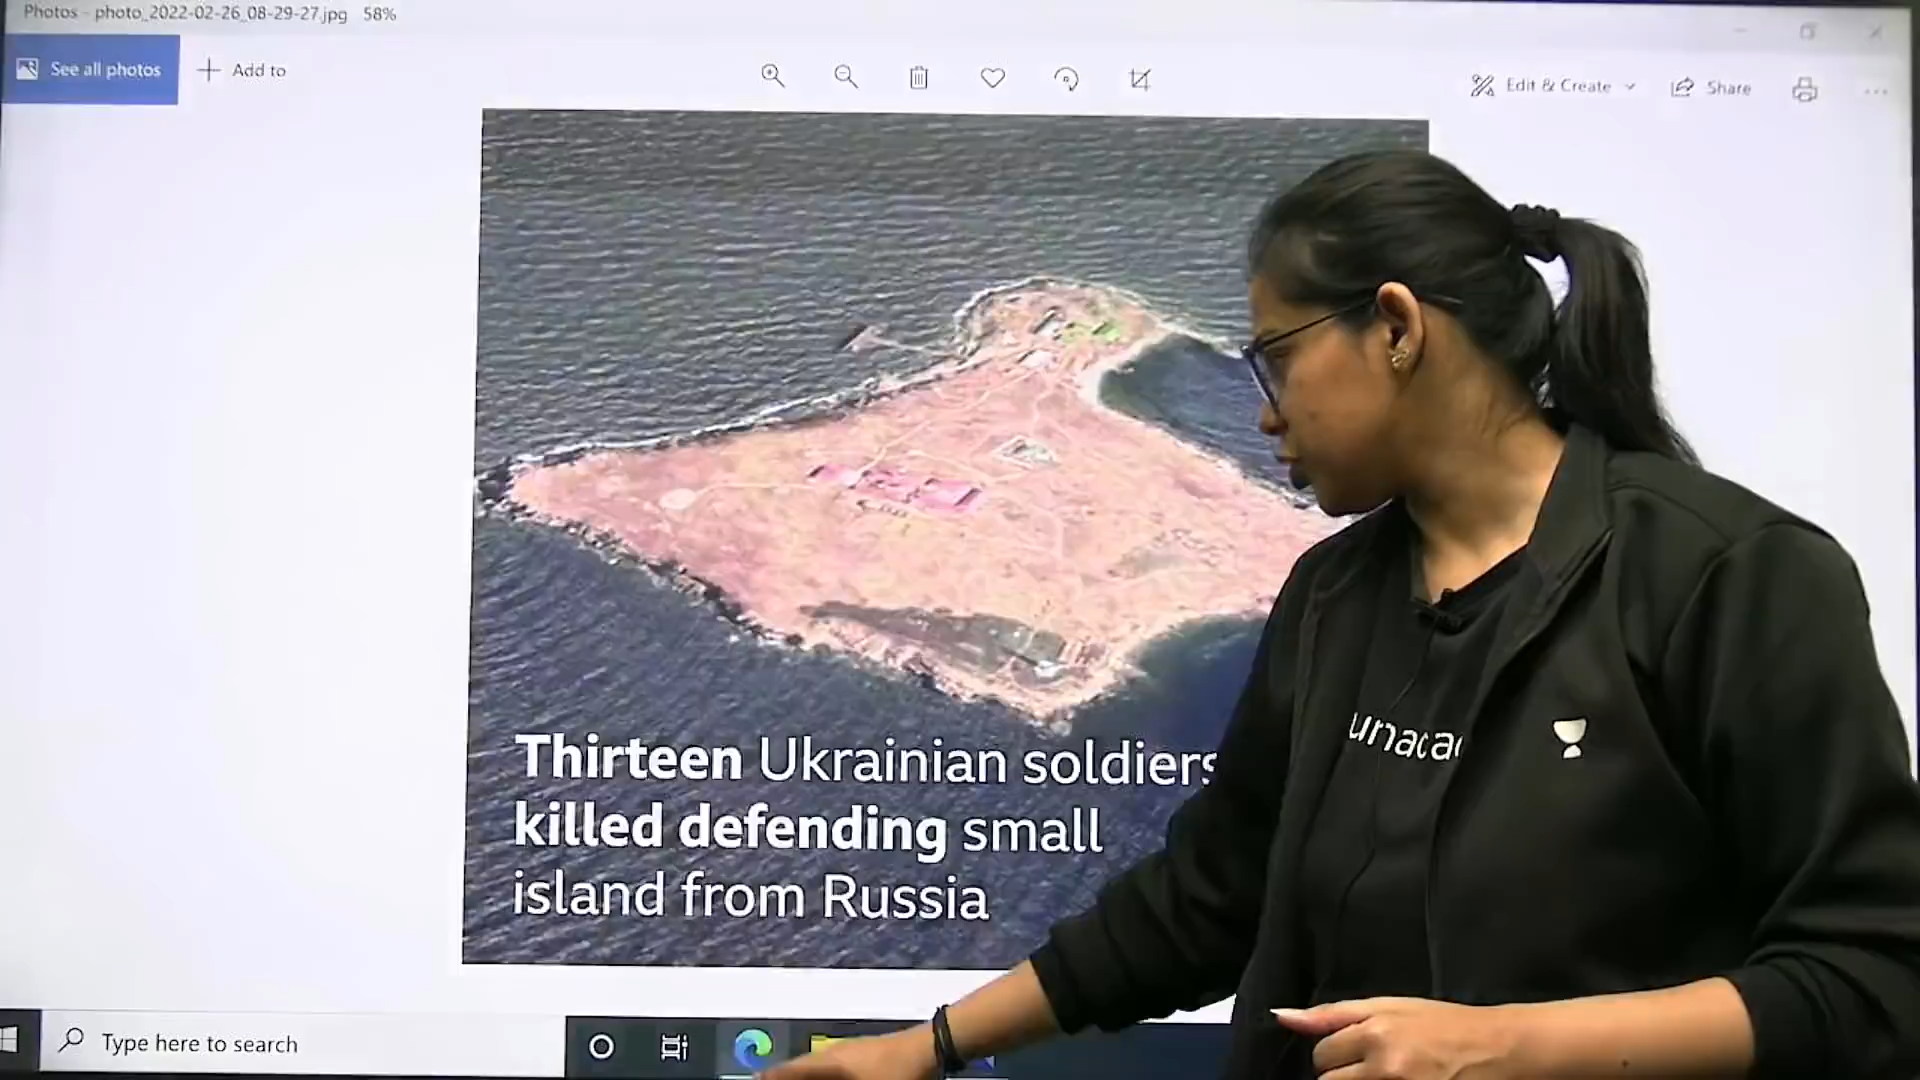 Photos - photo_2022-02-26_08-29-27.jpg 58%
See all photos
Add to
Edit & Create
Share
Thirteen Ukrainian soldiers
killed defending small
island from Russia
unacad
Type here to search